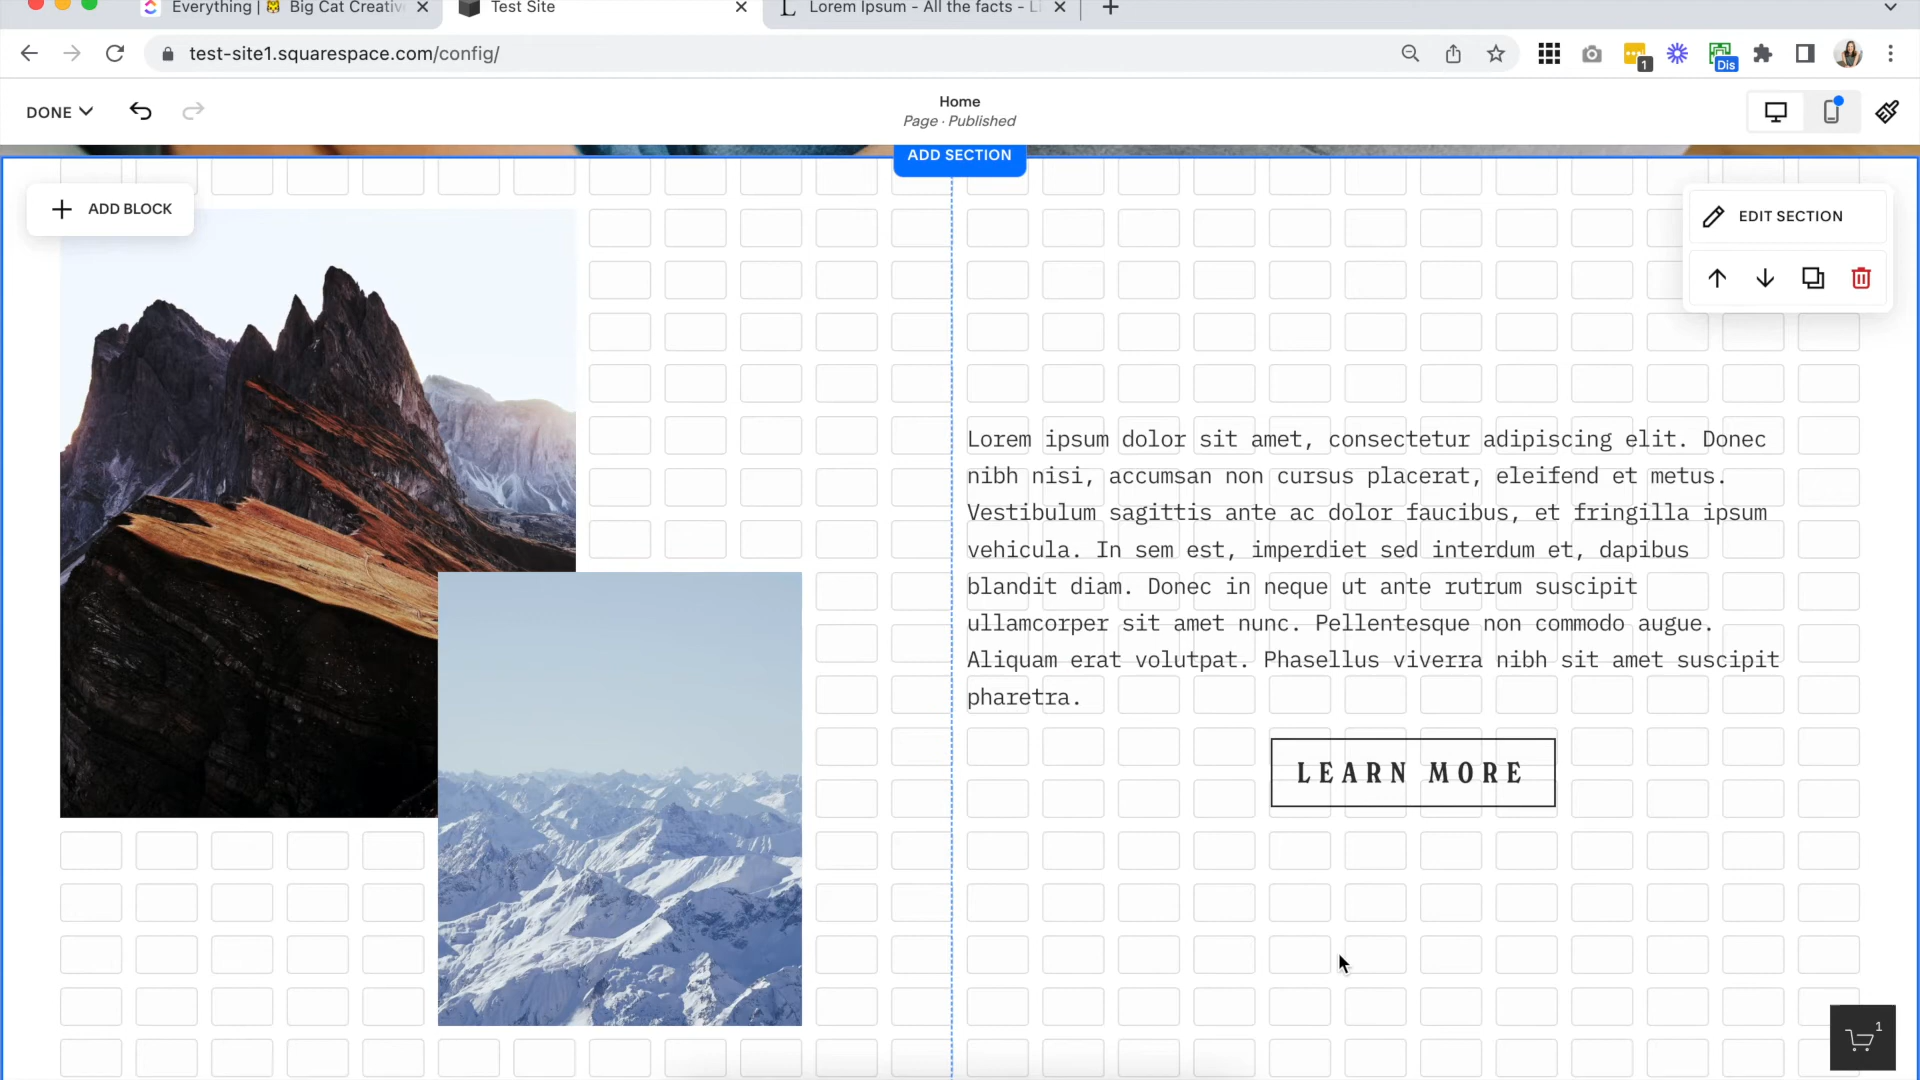 Everything | 🐯 Big Cat Creativ
Test Site
Lorem Ipsum - All the facts - Li
test-site1.squarespace.com/config/
1
Dis
DONE
Home
Page · Published
ADD SECTION
ADD BLOCK
EDIT SECTION
Lorem ipsum dolor sit amet, consectetur adipiscing elit. Donec
nibh nisi, accumsan non cursus placerat, eleifend et metus.
Vestibulum sagittis ante ac dolor faucibus, et fringilla ipsum
vehicula. In sem est, imperdiet sed interdum et, dapibus
blandit diam. Donec in neque ut ante rutrum suscipit
ullamcorper sit amet nunc. Pellentesque non commodo augue.
Aliquam erat volutpat. Phasellus viverra nibh sit amet suscipit
pharetra.
LEARN MORE
1